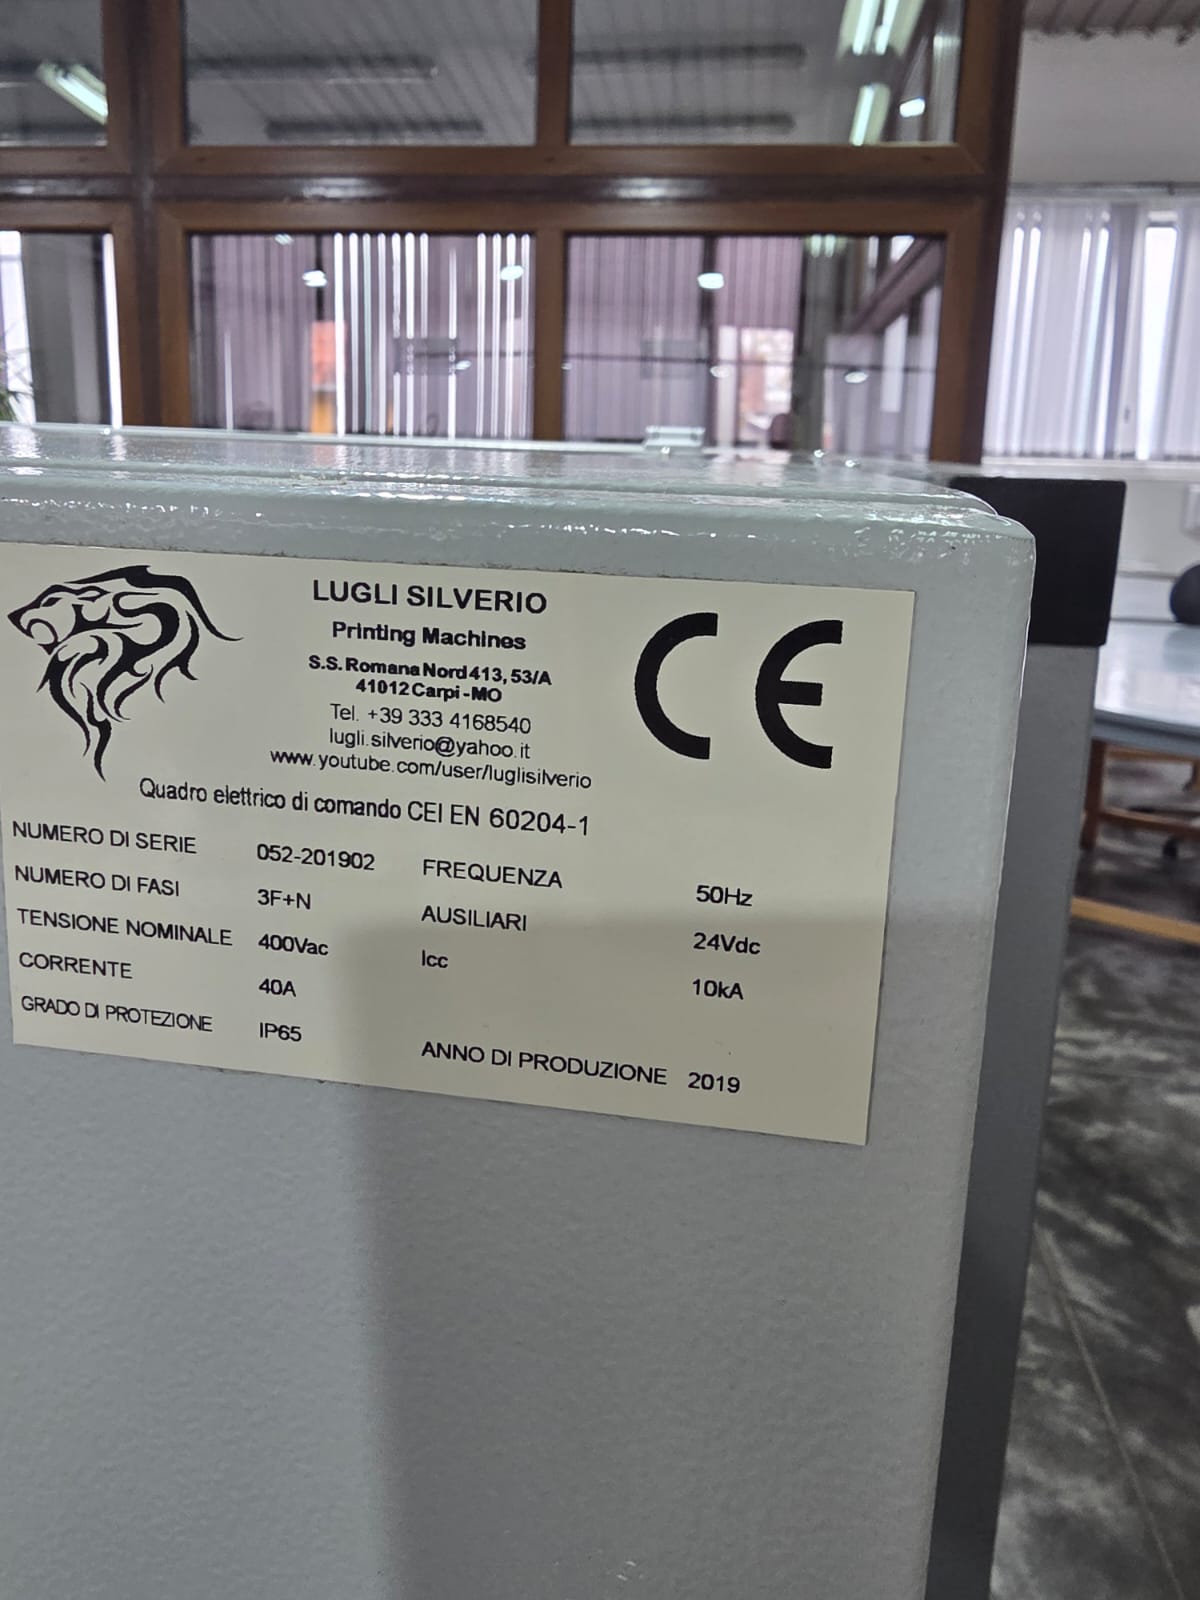 LUGLI SILVERIO
Printing Machines
S.S. Romana Nord 413, 53/A
41012 Carpi - MO
Tel. +39 333 4168540
lugli.silverio@yahoo.it
www.youtube.com/user/luglisilverio
CE
Quadro elettrico di comando CEI EN 60204-1
NUMERO DI SERIE 052-201902 FREQUENZA 50Hz
NUMERO DI FASI 3F+N AUSILIARI 24Vdc
TENSIONE NOMINALE 400Vac Icc 10kA
CORRENTE 40A
GRADO DI PROTEZIONE IP65 ANNO DI PRODUZIONE 2019